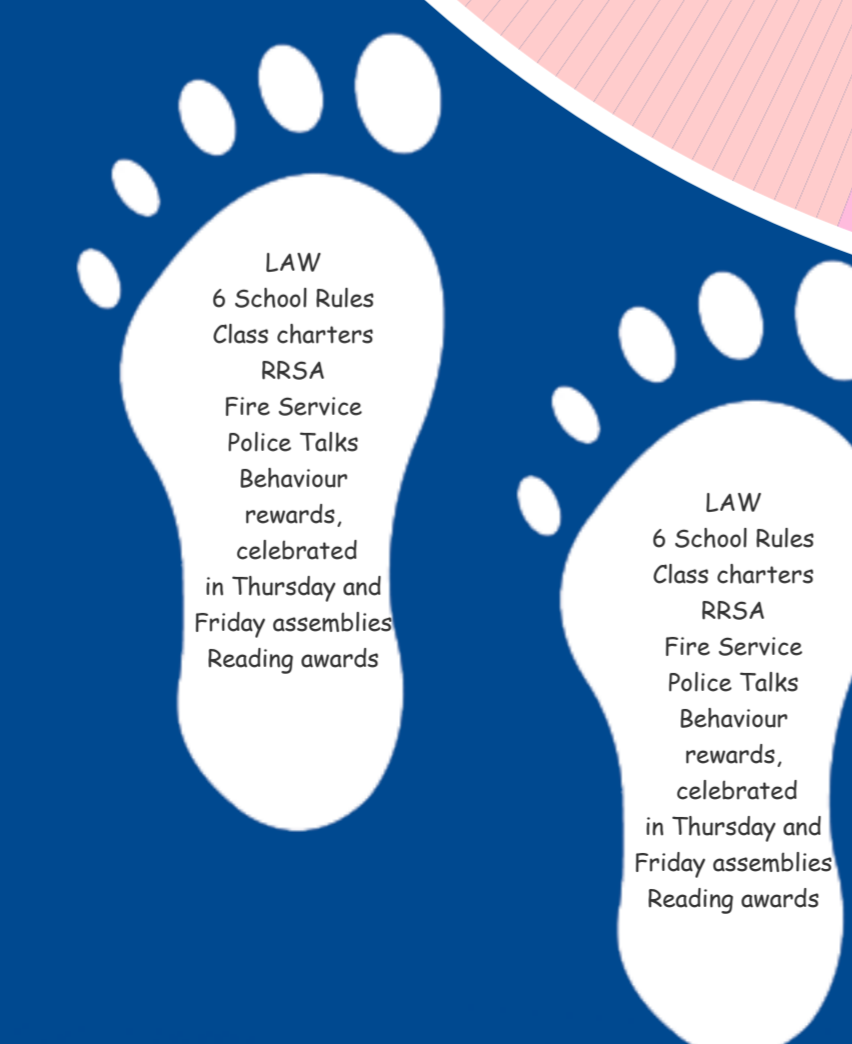 LAW
6 School Rules
Class charters
RRSA
Fire Service
Police Talks
Behaviour
rewards,
celebrated
in Thursday and
Friday assemblies
Reading awards
LAW
6 School Rules
Class charters
RRSA
Fire Service
Police Talks
Behaviour
rewards,
celebrated
in Thursday and
Friday assemblies
Reading awards